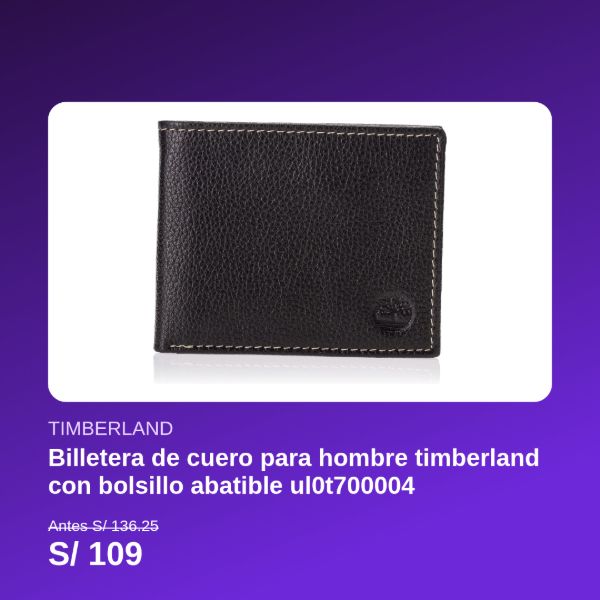 TIMBERLAND
Billetera de cuero para hombre timberland
con bolsillo abatible ul0t700004
Antes S/ 136.25
S/ 109